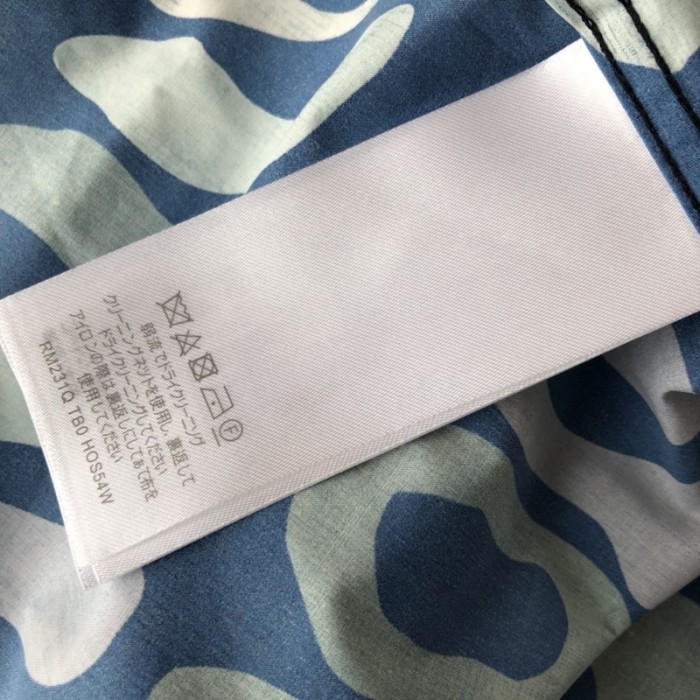 F
弱流でドライクリーニング
クリーニングネットを使用し、裏返して
ドライクリーニングしてください
アイロンの際は裏返しにしてあて布を
使用してください
RM231Q TB0 HOS54W